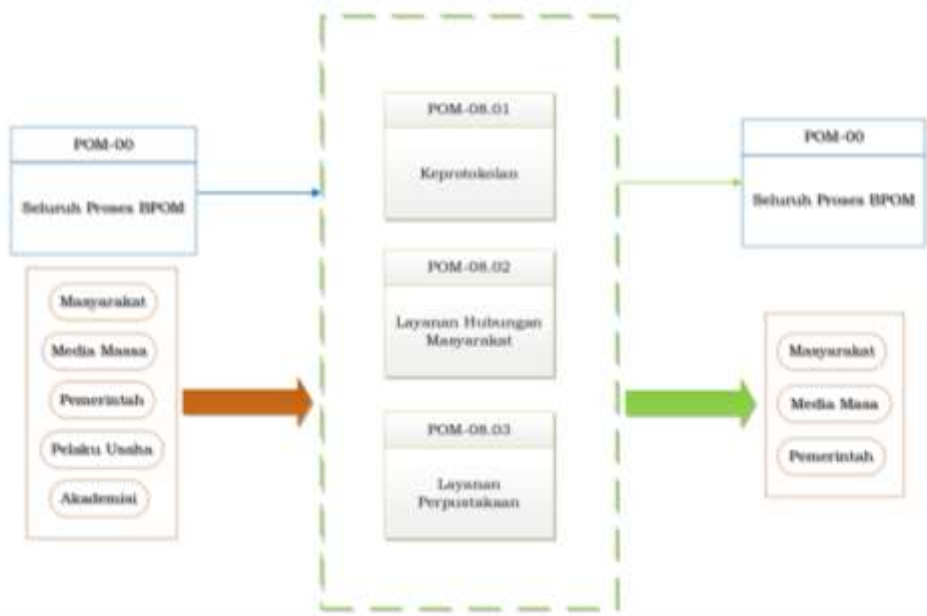 POM-00
Seluruh Proses BPOM
Masyarakat
Media Massa
Pemerintah
Pelaku Usaha
Akademisi
POM-08.01
Keprotokolan
POM-08.02
Layanan Hubungan
Masyarakat
POM-08.03
Layanan
Perpustakaan
POM-00
Seluruh Proses BPOM
Masyarakat
Media Masa
Pemerintah